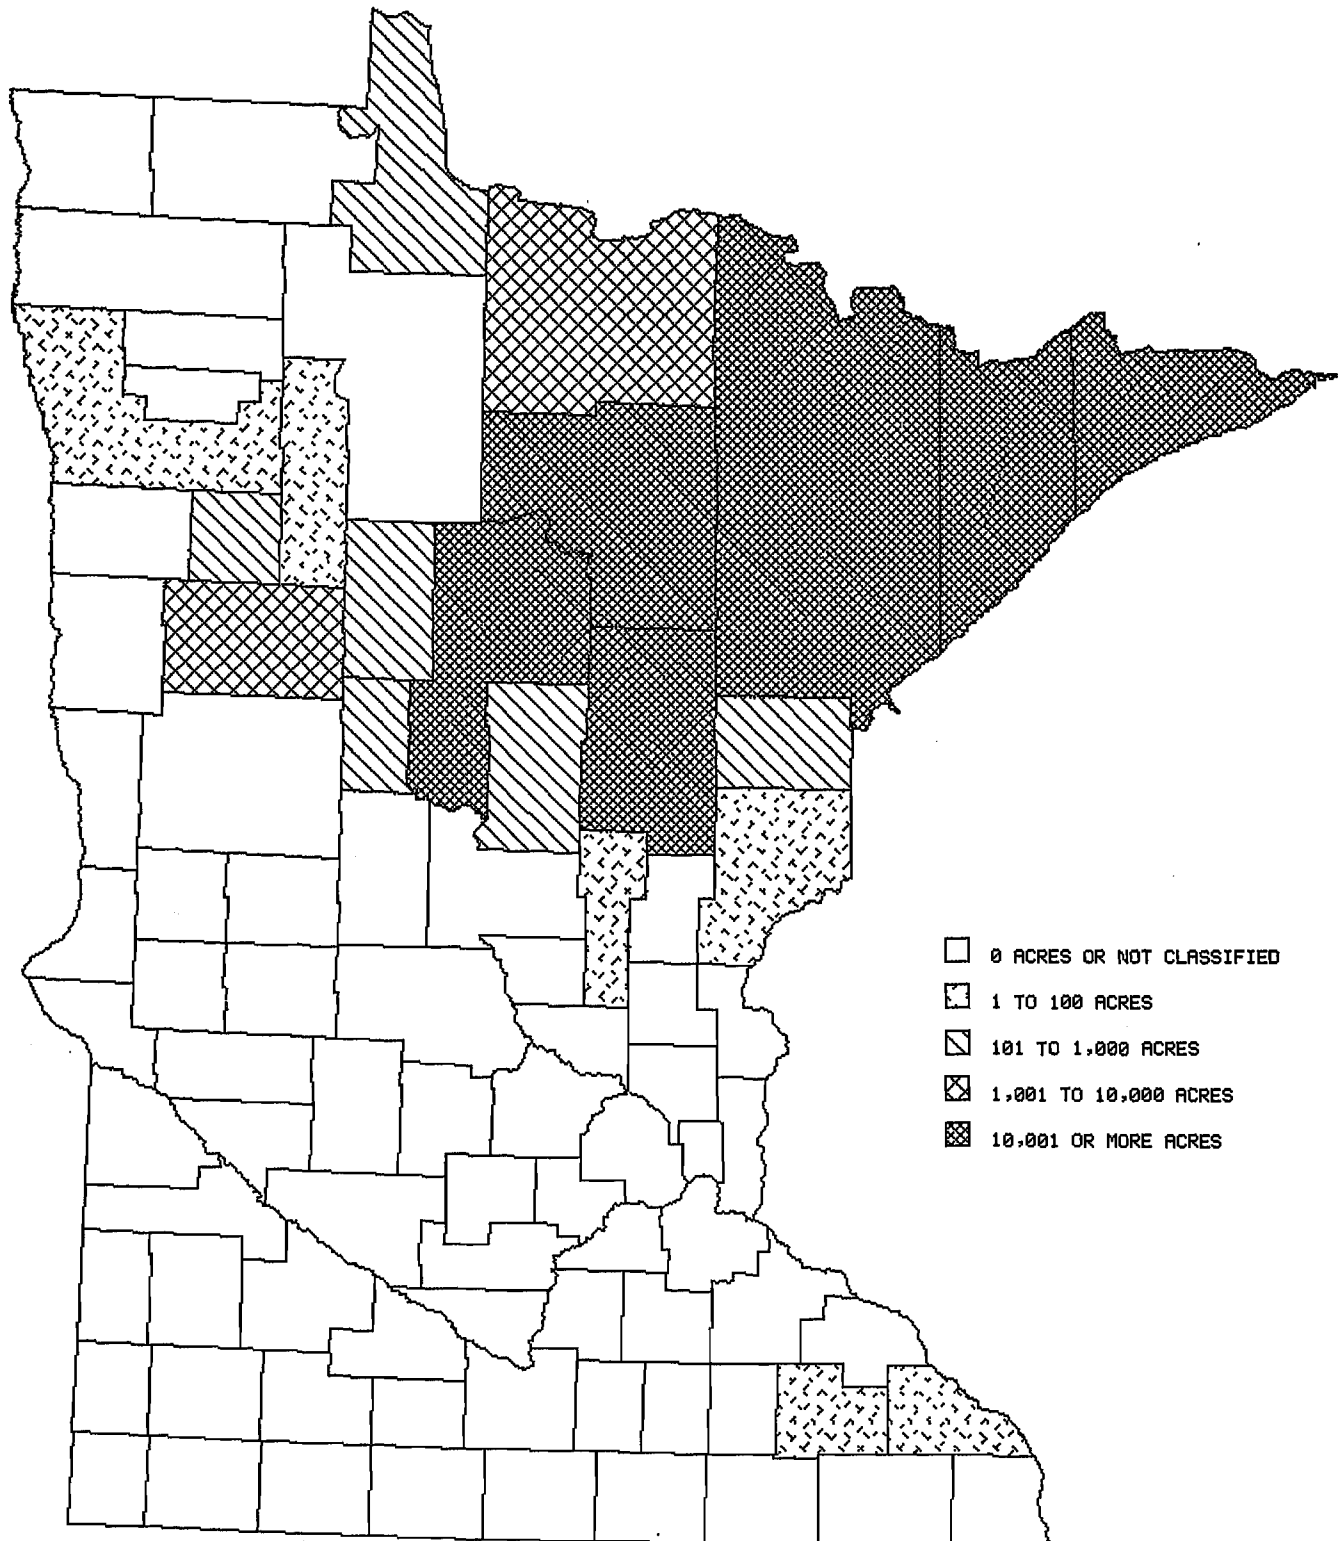 0 ACRES OR NOT CLASSIFIED
1 TO 100 ACRES
101 TO 1,000 ACRES
1,001 TO 10,000 ACRES
10,001 OR MORE ACRES